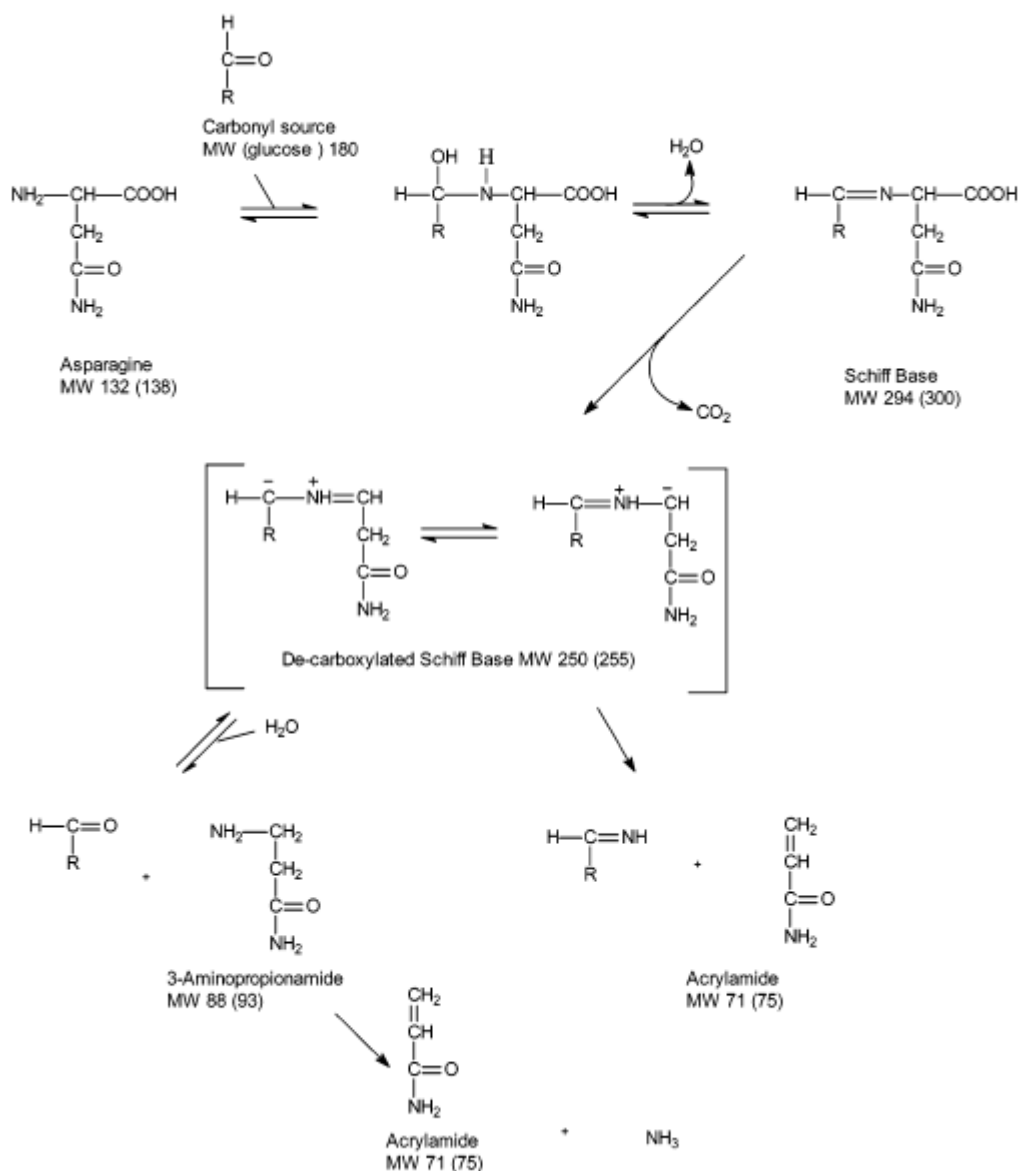 H
C=O
R
Carbonyl source
MW (glucose ) 180
NH2—CH—COOH
CH2
C=O
NH2
Asparagine
MW 132 (138)
OH H
H—C—N—CH—COOH
R CH2
C=O
NH2
H2O
H—C=N—CH—COOH
R CH2
C=O
NH2
Schiff Base
MW 294 (300)
CO2
− +
H—C—NH=CH
R CH2
C=O
NH2
+ −
H—C=NH—CH
R CH2
C=O
NH2
De-carboxylated Schiff Base MW 250 (255)
H2O
H—C=O
R
+
NH2—CH2
CH2
C=O
NH2
3-Aminopropionamide
MW 88 (93)
H—C=NH
R
+
CH2
CH
C=O
NH2
Acrylamide
MW 71 (75)
CH2
CH
C=O
NH2
Acrylamide
MW 71 (75)
+
NH3